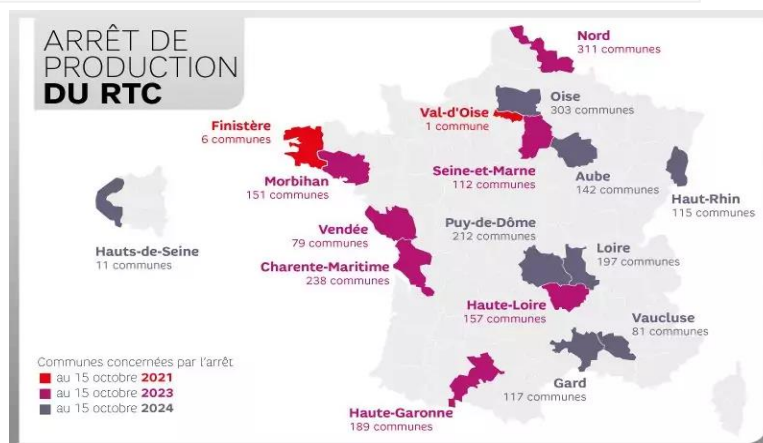 ARRÊT DE
PRODUCTION
DU RTC
Nord
311 communes
Oise
303 communes
Val-d'Oise
1 commune
Finistère
6 communes
Seine-et-Marne
112 communes
Aube
142 communes
Morbihan
151 communes
Haut-Rhin
115 communes
Vendée
79 communes
Puy-de-Dôme
212 communes
Hauts-de-Seine
11 communes
Loire
197 communes
Charente-Maritime
238 communes
Haute-Loire
157 communes
Vaucluse
81 communes
Gard
117 communes
Haute-Garonne
189 communes
Communes concernées par l'arrêt
au 15 octobre 2021
au 15 octobre 2023
au 15 octobre 2024